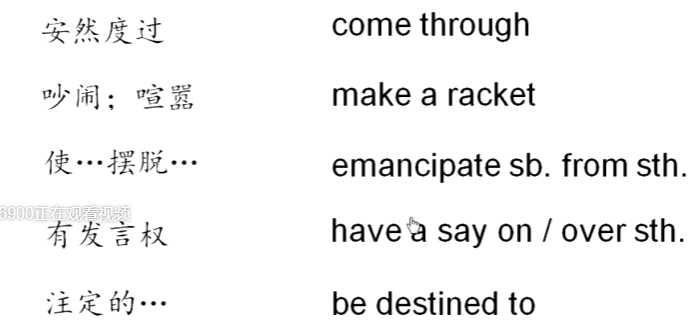 安然度过 come through
吵闹；喧嚣 make a racket
使…摆脱… emancipate sb. from sth.
6900正在观看视频
有发言权 have a say on / over sth.
注定的… be destined to